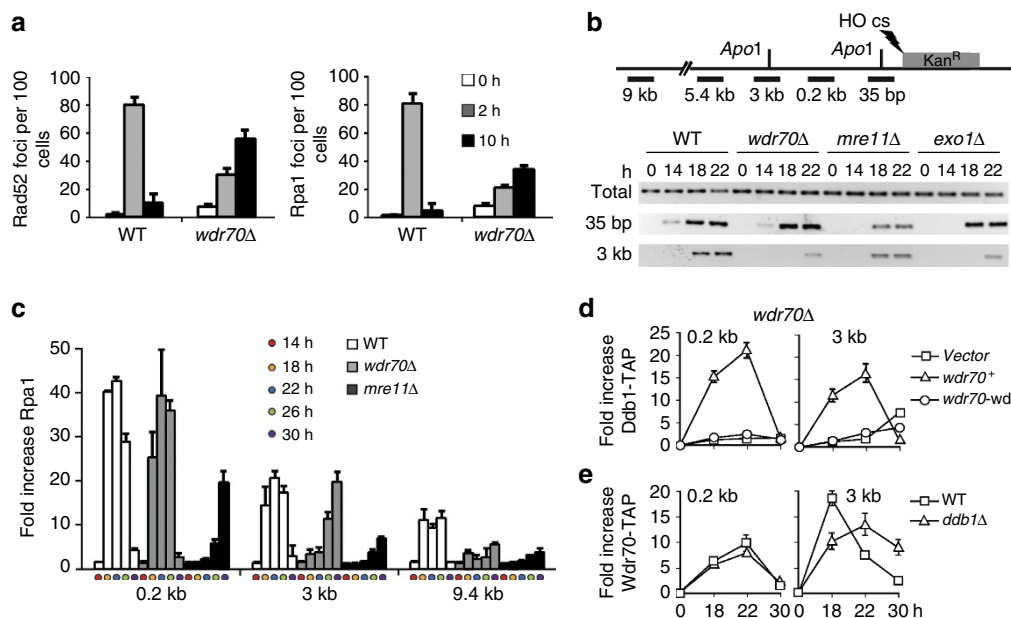 a
Rad52 foci per 100
cells
100
80
60
40
20
0
WT
wdr70Δ
Rpa1 foci per 100
cells
100
80
60
40
20
0
WT
wdr70Δ
0 h
2 h
10 h
b
HO cs
Apo1
Apo1
KanR
9 kb
5.4 kb
3 kb
0.2 kb
35 bp
WT
wdr70Δ
mre11Δ
exo1Δ
h
0 14 18 22
0 14 18 22
0 14 18 22
0 14 18 22
Total
35 bp
3 kb
c
14 h
18 h
22 h
26 h
30 h
WT
wdr70Δ
mre11Δ
Fold increase Rpa1
50
40
30
20
10
0
0.2 kb
3 kb
9.4 kb
d
wdr70Δ
Fold increase
Ddb1-TAP
25
20
15
10
5
0
0.2 kb
3 kb
Vector
wdr70+
wdr70-wd
e
Fold increase
Wdr70-TAP
20
15
10
5
0
0.2 kb
3 kb
WT
ddb1Δ
0 18 22 30
0 18 22 30 h